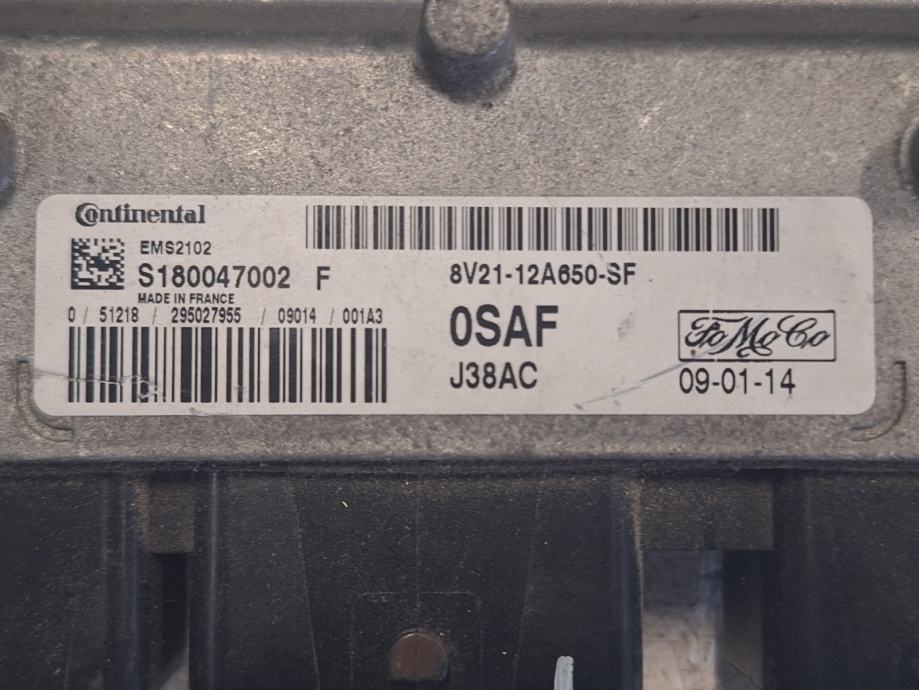 Continental
EMS2102
S180047002 F
MADE IN FRANCE
0 / 51218 / 295027955 / 09014 / 001A3
8V21-12A650-SF
0SAF
J38AC
FoMoCo
09-01-14